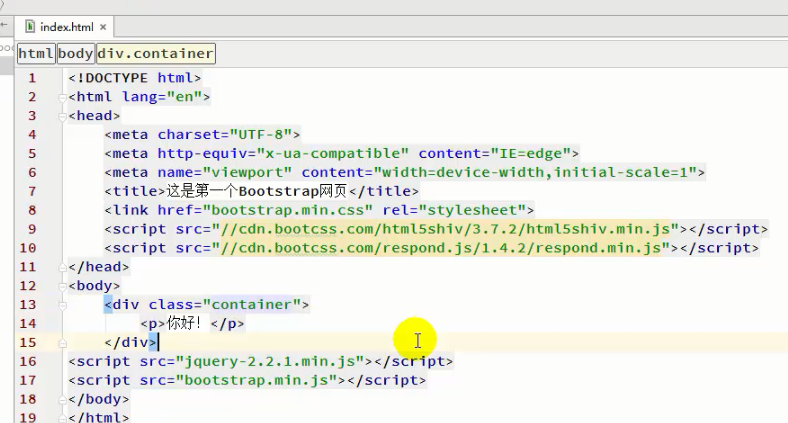 index.html
html body div.container
1 <!DOCTYPE html>
2 <html lang="en">
3 <head>
4 <meta charset="UTF-8">
5 <meta http-equiv="x-ua-compatible" content="IE=edge">
6 <meta name="viewport" content="width=device-width,initial-scale=1">
7 <title>这是第一个Bootstrap网页</title>
8 <link href="bootstrap.min.css" rel="stylesheet">
9 <script src="//cdn.bootcss.com/html5shiv/3.7.2/html5shiv.min.js"></script>
10 <script src="//cdn.bootcss.com/respond.js/1.4.2/respond.min.js"></script>
11 </head>
12 <body>
13 <div class="container">
14 <p>你好！</p>
15 </div>
16 <script src="jquery-2.2.1.min.js"></script>
17 <script src="bootstrap.min.js"></script>
18 </body>
19 </html>